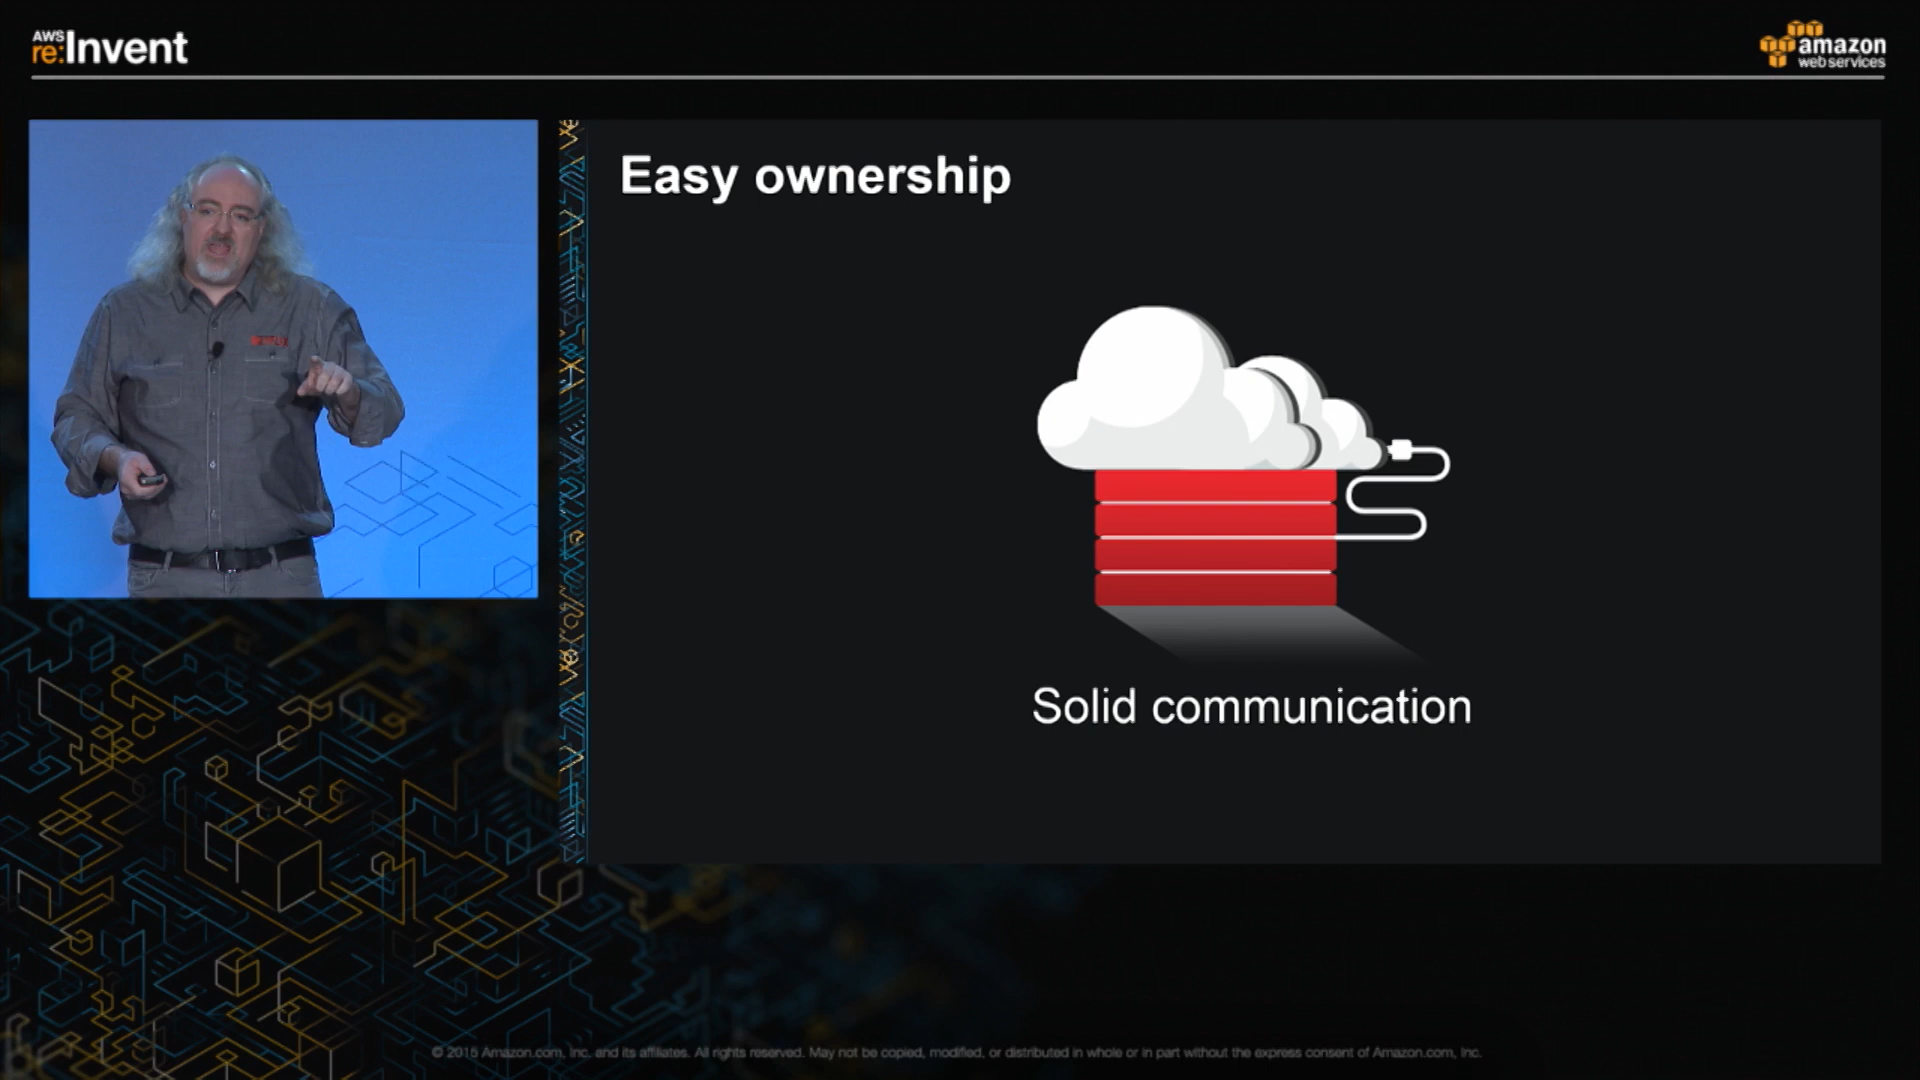 AWS
re:Invent
amazon
webservices
Easy ownership
Solid communication
© 2015 Amazon.com, Inc. and its affiliates. All rights reserved. May not be copied, modified, or distributed in whole or in part without the express consent of Amazon.com, Inc.